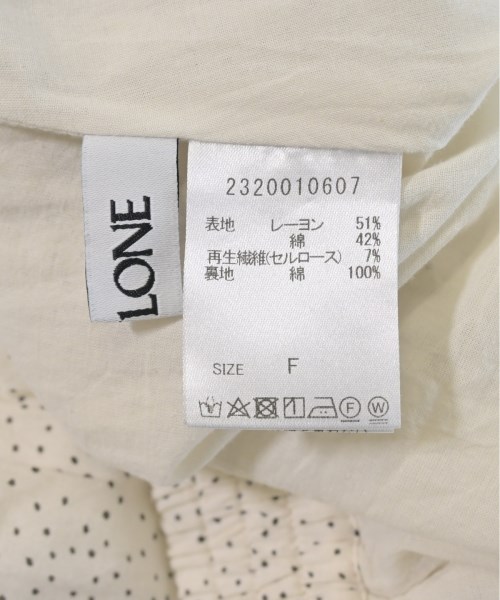 LONE
2320010607
表地 レーヨン 51%
綿 42%
再生繊維(セルロース) 7%
裏地 綿 100%
SIZE F
F W